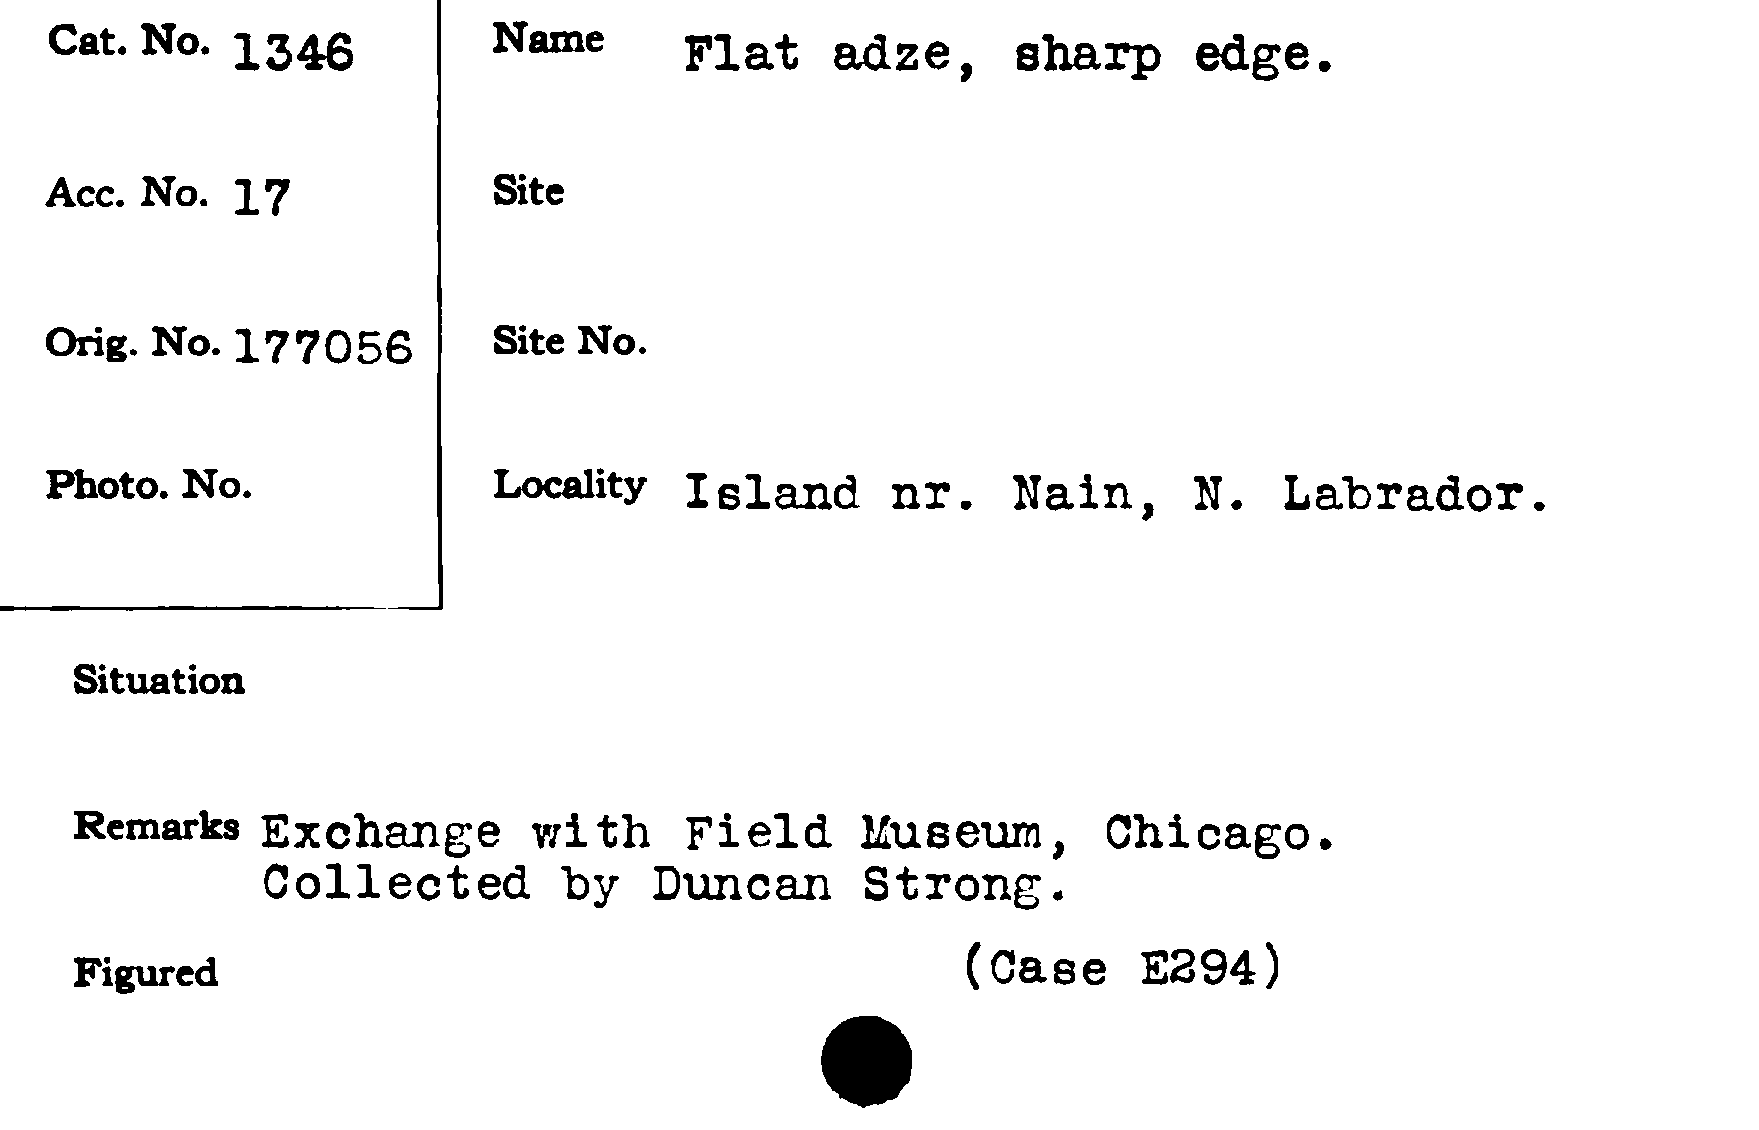 Cat. No. 1346
Name Flat adze, sharp edge.
Acc. No. 17
Site
Orig. No. 177056
Site No.
Photo. No.
Locality Island nr. Nain, N. Labrador.
Situation
Remarks Exchange with Field Museum, Chicago.
Collected by Duncan Strong.
Figured
(Case E294)